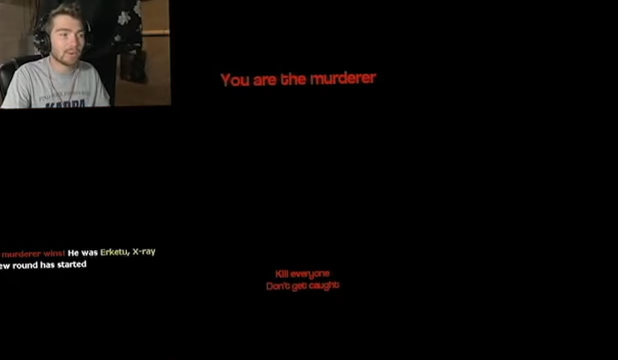 You are the murderer
murderer wins! He was Erketu, X-ray
ew round has started
Kill everyone
Don't get caught